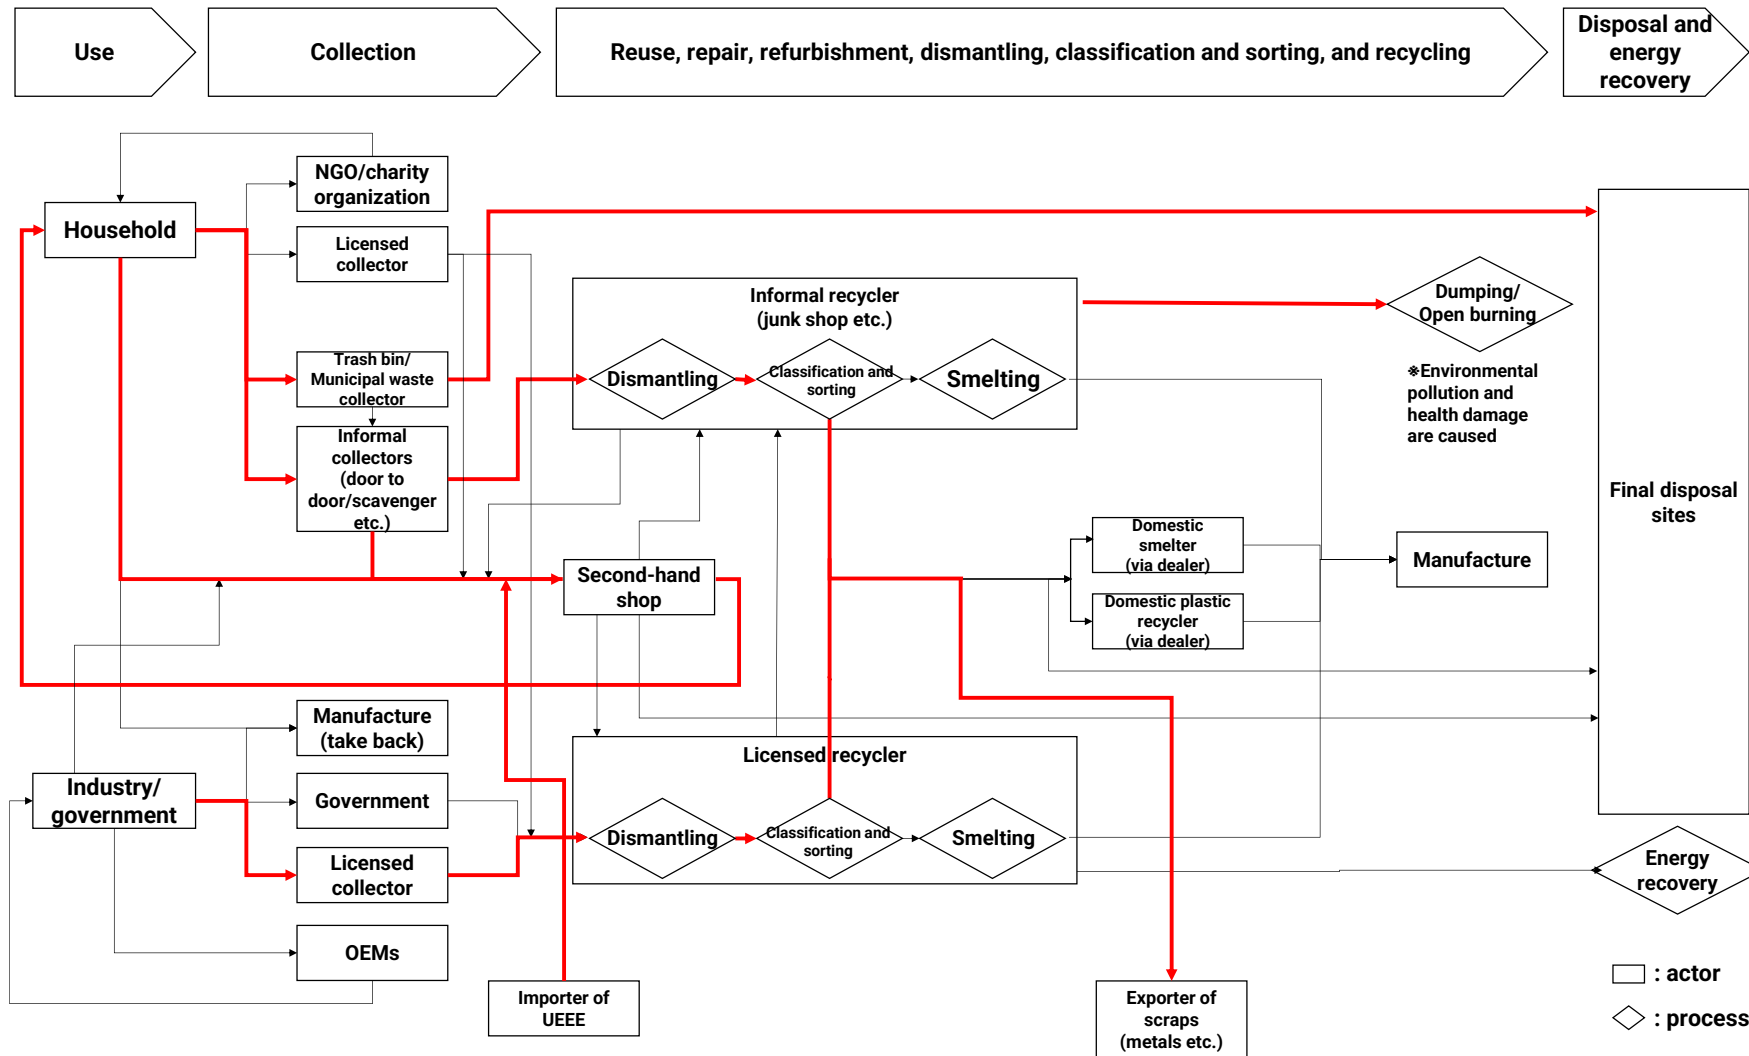 Use
Collection
Reuse, repair, refurbishment, dismantling, classification and sorting, and recycling
Disposal and
energy
recovery
NGO/charity
organization
Household
Licensed
collector
Trash bin/
Municipal waste
collector
Informal
collectors
(door to
door/scavenger
etc.)
Informal recycler
(junk shop etc.)
Dismantling
Classification and
sorting
Smelting
Dumping/
Open burning
※Environmental
pollution and
health damage
are caused
Final disposal
sites
Domestic
smelter
(via dealer)
Domestic plastic
recycler
(via dealer)
Manufacture
Second-hand
shop
Manufacture
(take back)
Industry/
government
Government
Licensed
collector
OEMs
Licensed recycler
Dismantling
Classification and
sorting
Smelting
Energy
recovery
Importer of
UEEE
Exporter of
scraps
(metals etc.)
: actor
: process